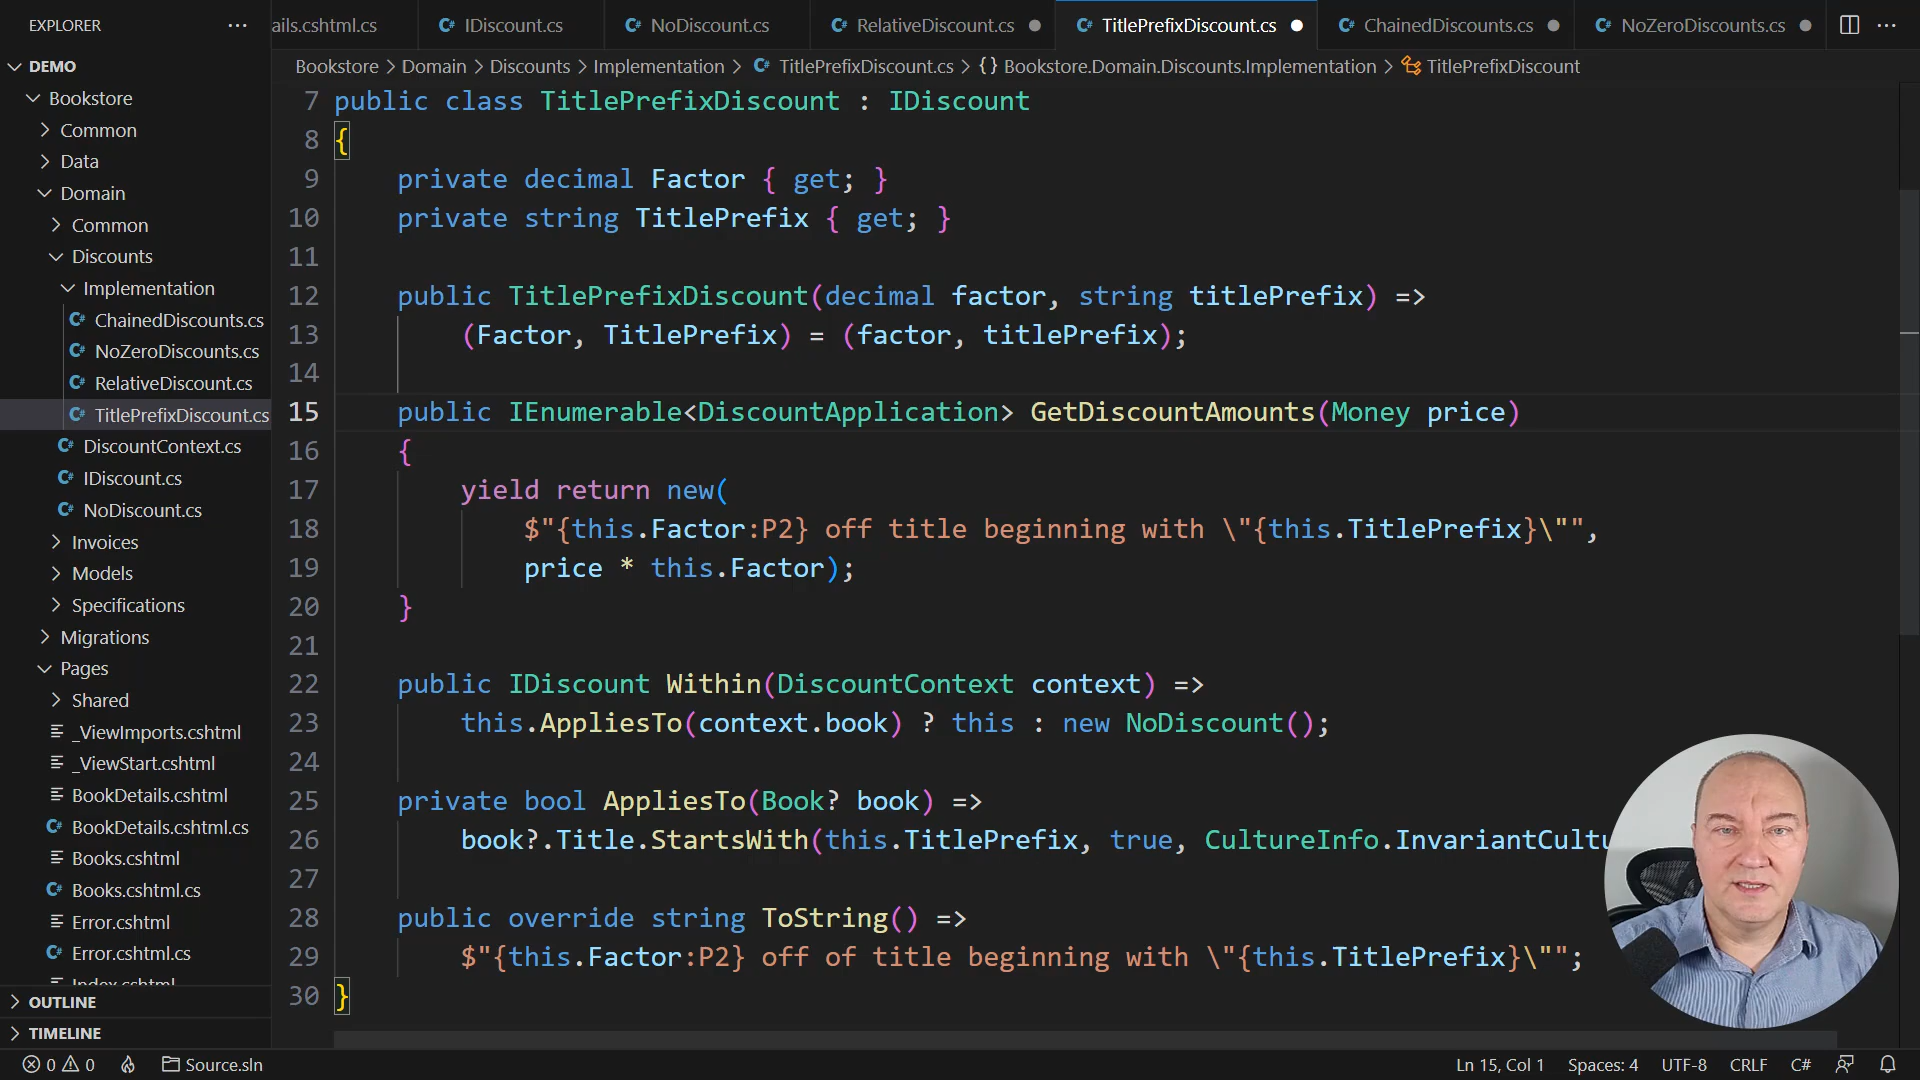 EXPLORER
ails.cshtml.cs
IDiscount.cs
NoDiscount.cs
RelativeDiscount.cs
TitlePrefixDiscount.cs
ChainedDiscounts.cs
NoZeroDiscounts.cs
Bookstore > Domain > Discounts > Implementation > TitlePrefixDiscount.cs > {} Bookstore.Domain.Discounts.Implementation > TitlePrefixDiscount
DEMO
Bookstore
Common
Data
Domain
Common
Discounts
Implementation
ChainedDiscounts.cs
NoZeroDiscounts.cs
RelativeDiscount.cs
TitlePrefixDiscount.cs
DiscountContext.cs
IDiscount.cs
NoDiscount.cs
Invoices
Models
Specifications
Migrations
Pages
Shared
_ViewImports.cshtml
_ViewStart.cshtml
BookDetails.cshtml
BookDetails.cshtml.cs
Books.cshtml
Books.cshtml.cs
Error.cshtml
Error.cshtml.cs
Index.cshtml
OUTLINE
TIMELINE
7 public class TitlePrefixDiscount : IDiscount
8 {
9 private decimal Factor { get; }
10 private string TitlePrefix { get; }
11
12 public TitlePrefixDiscount(decimal factor, string titlePrefix) =>
13 (Factor, TitlePrefix) = (factor, titlePrefix);
14
15 public IEnumerable<DiscountApplication> GetDiscountAmounts(Money price)
16 {
17 yield return new(
18 $"{this.Factor:P2} off title beginning with \"{this.TitlePrefix}\"",
19 price * this.Factor);
20 }
21
22 public IDiscount Within(DiscountContext context) =>
23 this.AppliesTo(context.book) ? this : new NoDiscount();
24
25 private bool AppliesTo(Book? book) =>
26 book?.Title.StartsWith(this.TitlePrefix, true, CultureInfo.InvariantCultu
27
28 public override string ToString() =>
29 $"{this.Factor:P2} off of title beginning with \"{this.TitlePrefix}\"";
30 }
0 0 Source.sln
Ln 15, Col 1 Spaces: 4 UTF-8 CRLF C#